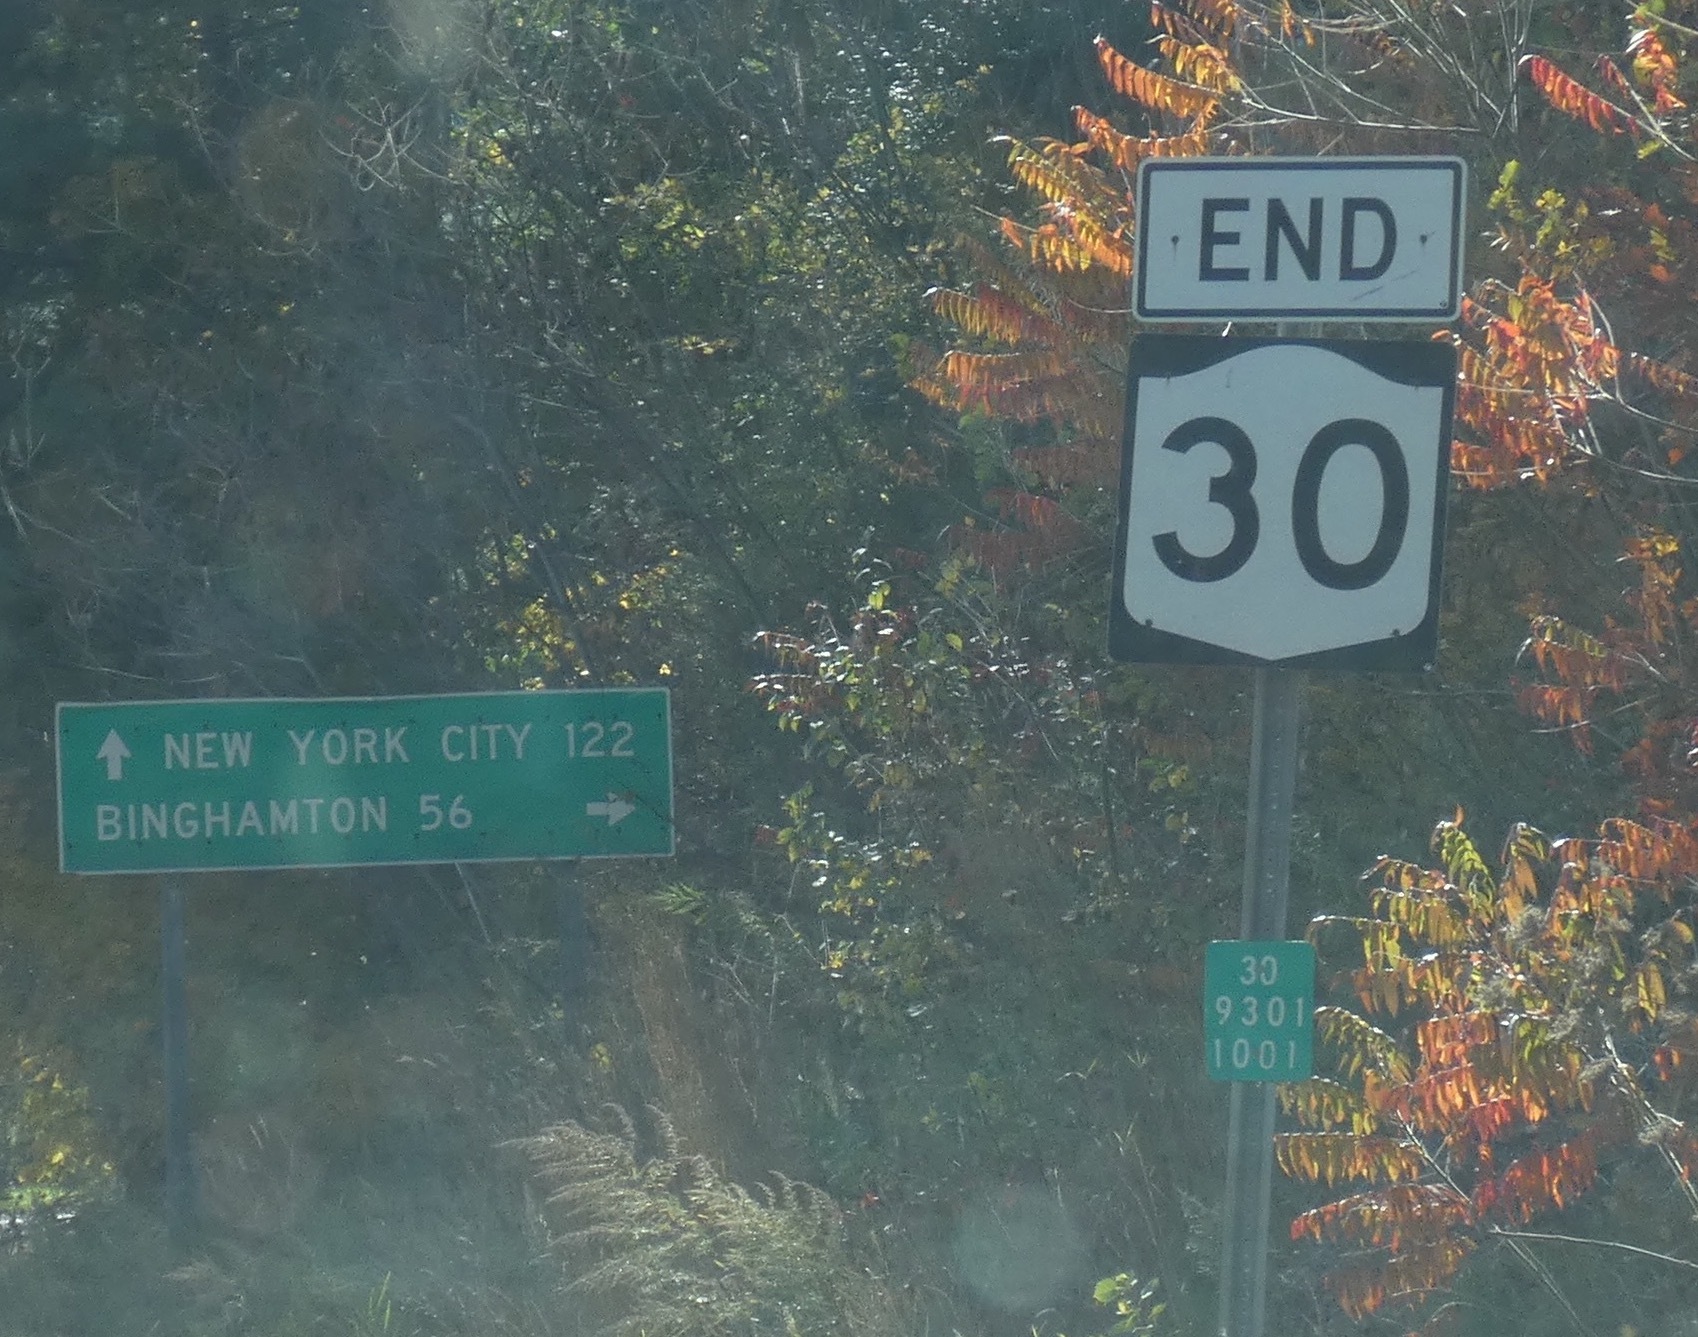 END
30
↑ NEW YORK CITY 122
BINGHAMTON 56 →
30
9301
1001